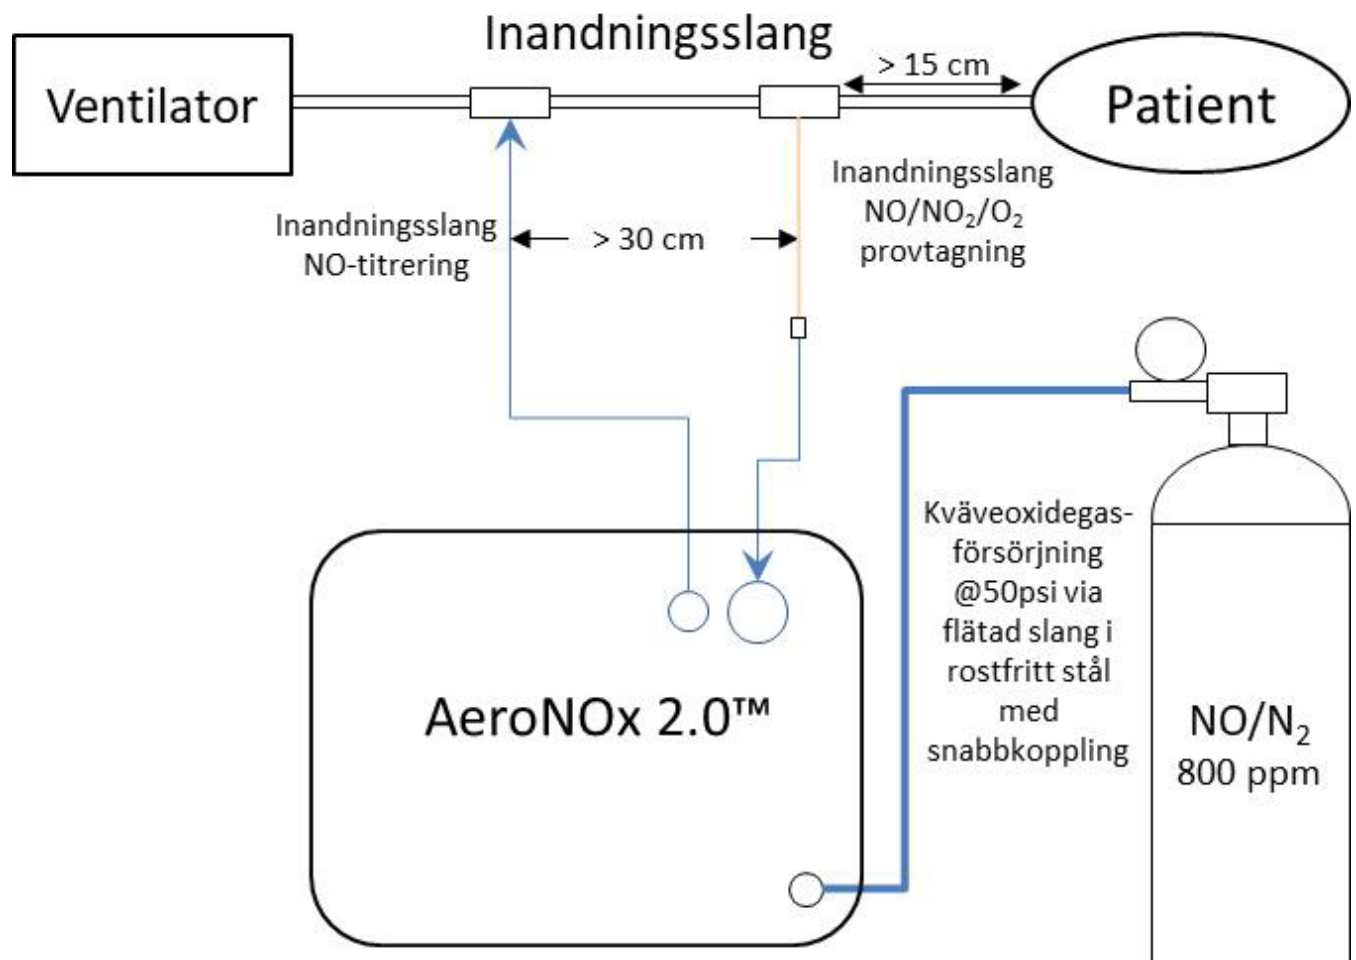 Inandningsslang
Ventilator
> 15 cm
Patient
Inandningsslang
NO/NO₂/O₂
provtagning
Inandningsslang
NO-titrering
> 30 cm
Kväveoxidegas-
försörjning
@50psi via
flätad slang i
rostfritt stål
med
snabbkoppling
AeroNOx 2.0™
NO/N₂
800 ppm